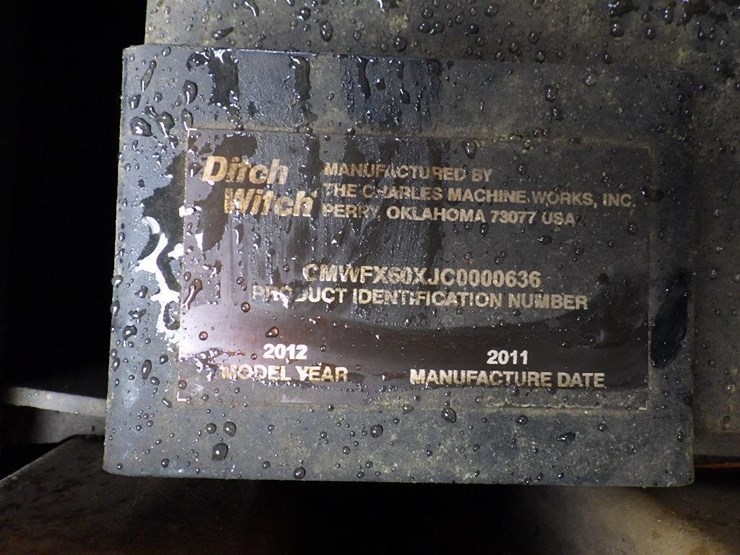 Ditch Witch
MANUFACTURED BY
THE CHARLES MACHINE WORKS, INC.
PERRY, OKLAHOMA 73077 USA
CMWFX60XJC0000636
PRODUCT IDENTIFICATION NUMBER
2012
MODEL YEAR
2011
MANUFACTURE DATE